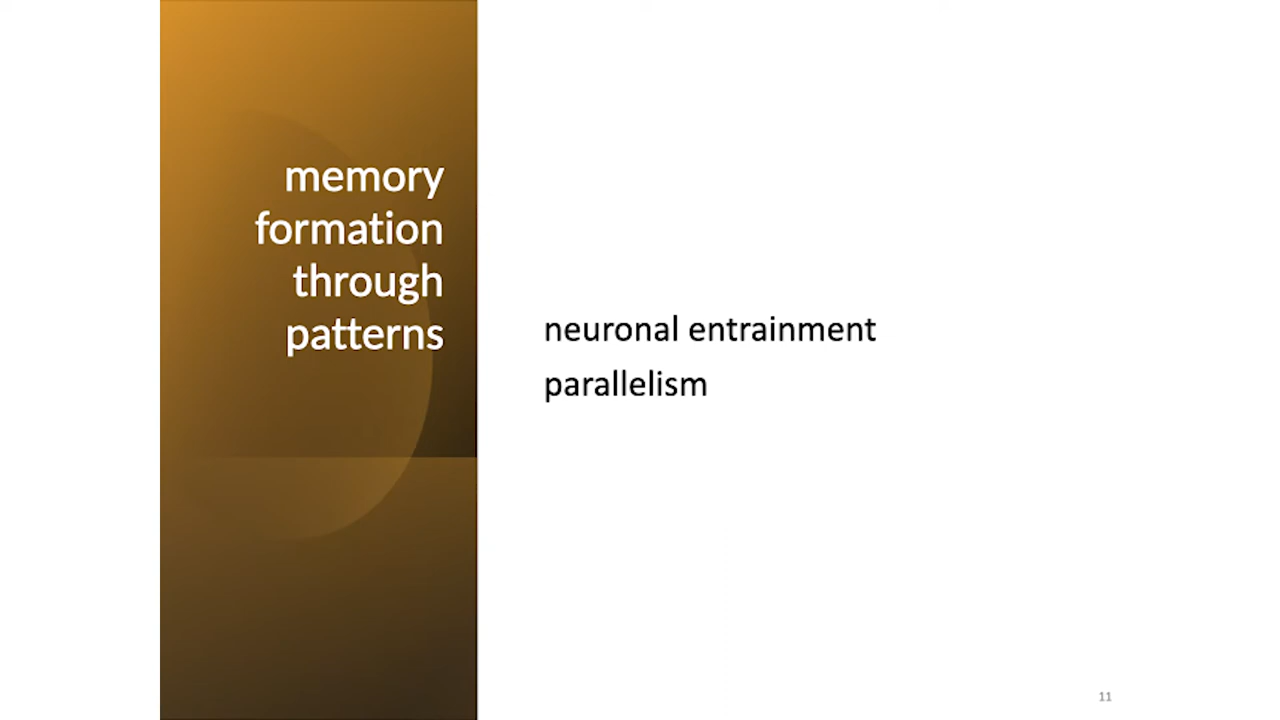 memory
formation
through
patterns
neuronal entrainment
parallelism
11